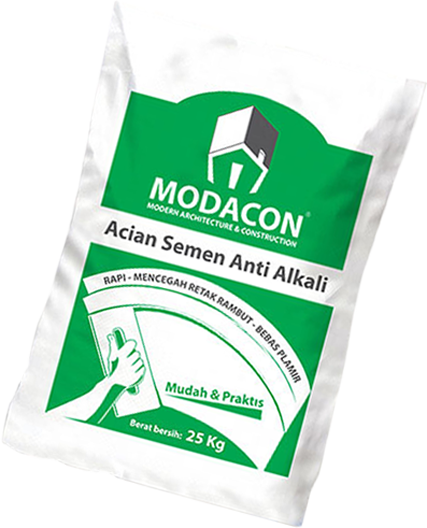 MODACON®
MODERN ARCHITECTURE & CONSTRUCTION
Acian Semen Anti Alkali
RAPI - MENCEGAH RETAK RAMBUT - BEBAS PLAMIR
Mudah & Praktis
Berat bersih: 25 Kg